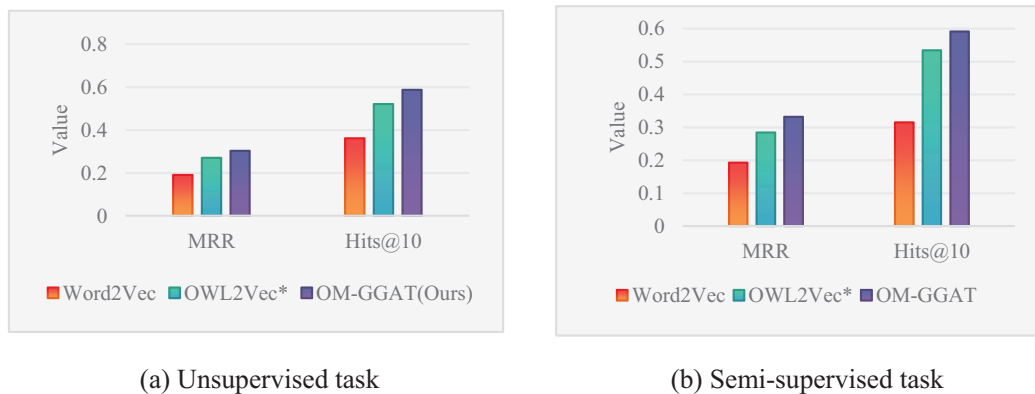 0.8
0.6
0.4
0.2
0
Value
MRR
Hits@10
Word2Vec
OWL2Vec*
OM-GGAT(Ours)
(a) Unsupervised task
0.6
0.5
0.4
0.3
0.2
0.1
0
Value
MRR
Hits@10
Word2Vec
OWL2Vec*
OM-GGAT
(b) Semi-supervised task